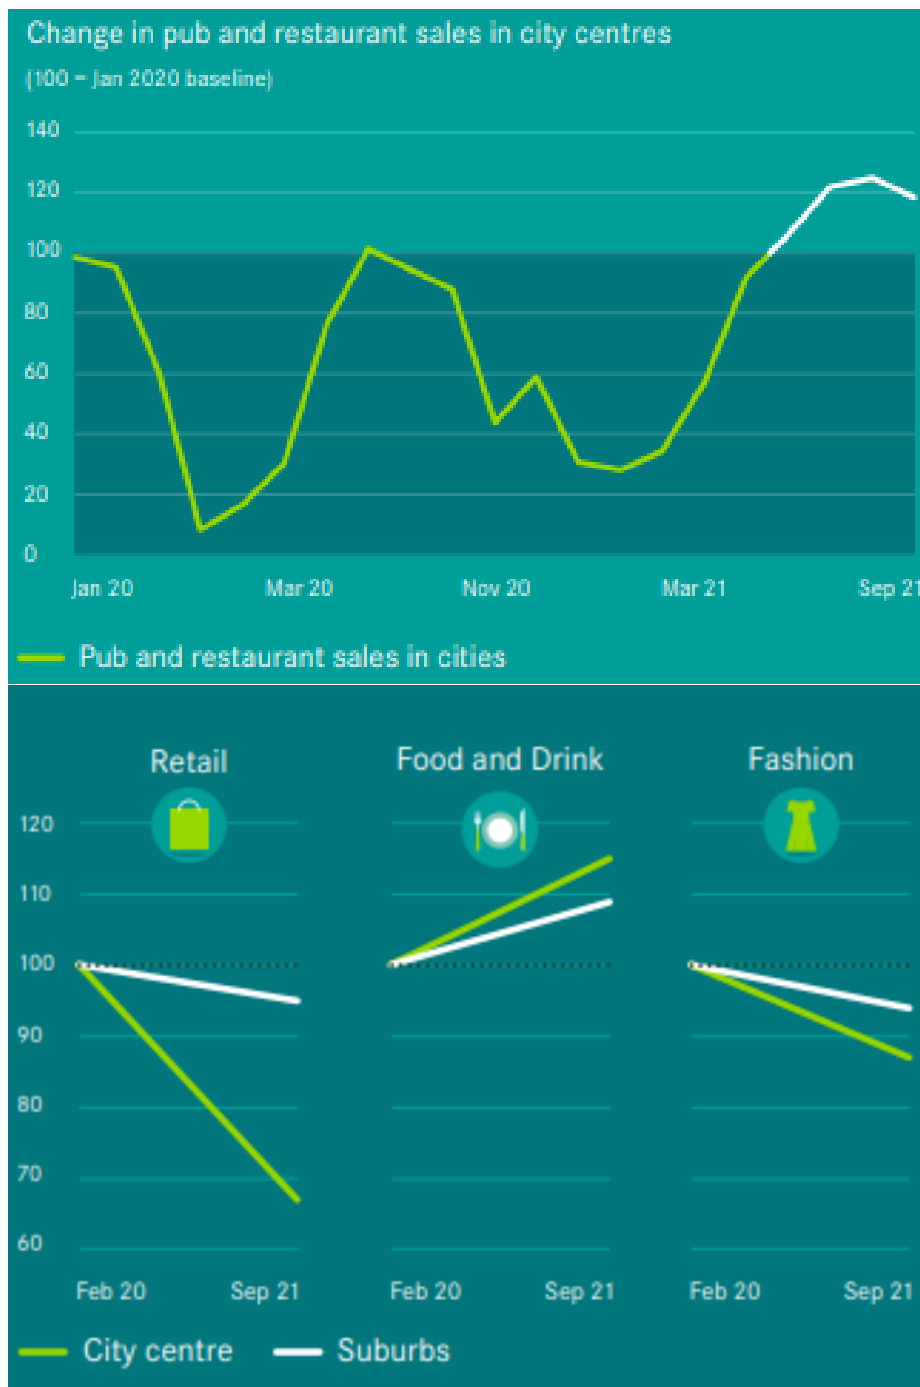 Change in pub and restaurant sales in city centres
(100 – Jan 2020 baseline)
140
120
100
80
60
40
20
0
Jan 20 Mar 20 Nov 20 Mar 21 Sep 21
Pub and restaurant sales in cities
Retail Food and Drink Fashion
120
110
100
90
80
70
60
Feb 20 Sep 21 Feb 20 Sep 21 Feb 20 Sep 21
City centre Suburbs